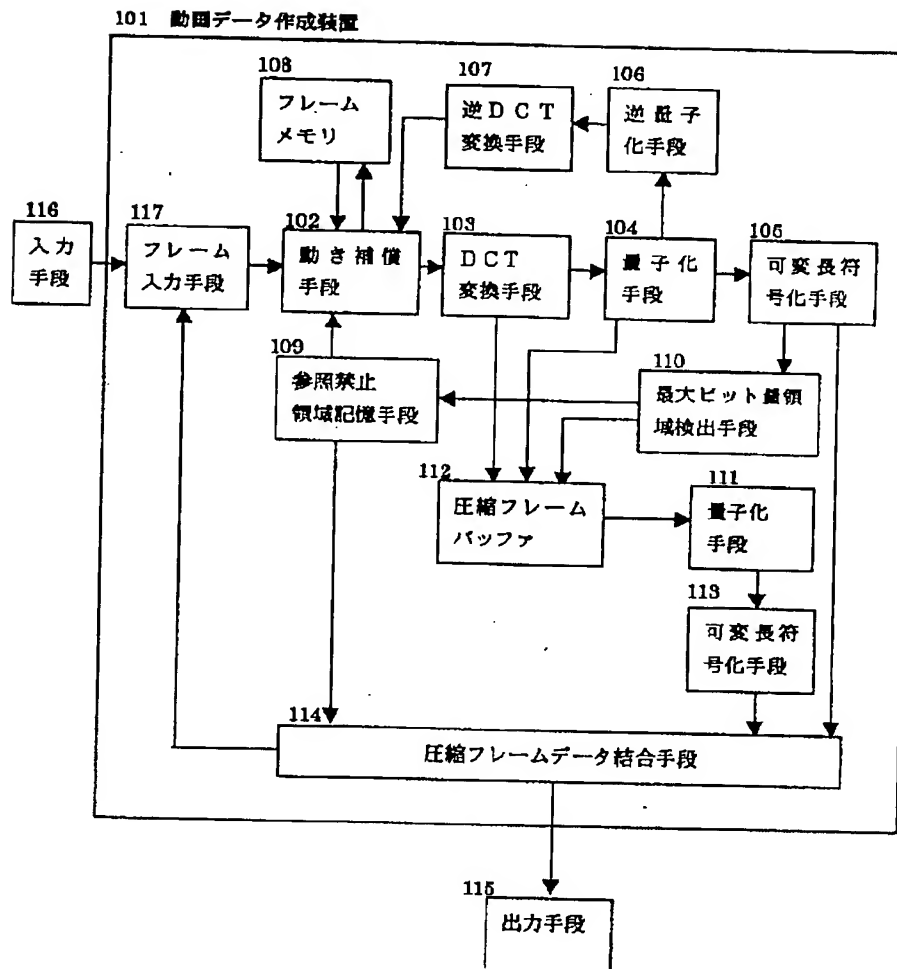 101 動画データ作成装置
108
フレーム
メモリ
107
逆DCT
変換手段
106
逆量子
化手段
116
入力
手段
117
フレーム
入力手段
102
動き補償
手段
103
DCT
変換手段
104
量子化
手段
105
可変長符
号化手段
109
参照禁止
領域記憶手段
110
最大ビット量領
域検出手段
112
圧縮フレーム
バッファ
111
量子化
手段
113
可変長符
号化手段
114
圧縮フレームデータ結合手段
115
出力手段